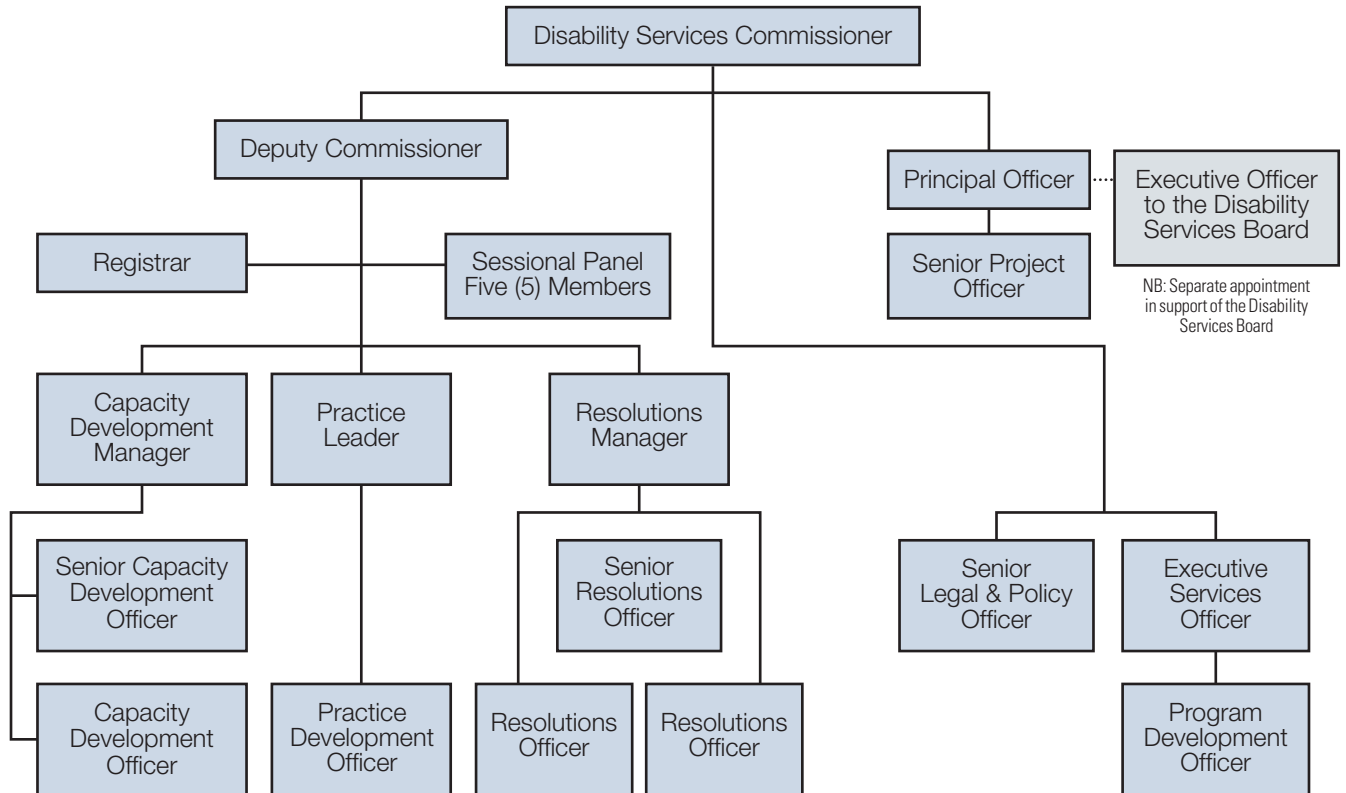 Disability Services Commissioner
Deputy Commissioner
Principal Officer
Executive Officer
to the Disability
Services Board
NB: Separate appointment
in support of the Disability
Services Board
Registrar
Sessional Panel
Five (5) Members
Senior Project
Officer
Capacity
Development
Manager
Practice
Leader
Resolutions
Manager
Senior Capacity
Development
Officer
Senior
Resolutions
Officer
Senior
Legal & Policy
Officer
Executive
Services
Officer
Capacity
Development
Officer
Practice
Development
Officer
Resolutions
Officer
Resolutions
Officer
Program
Development
Officer